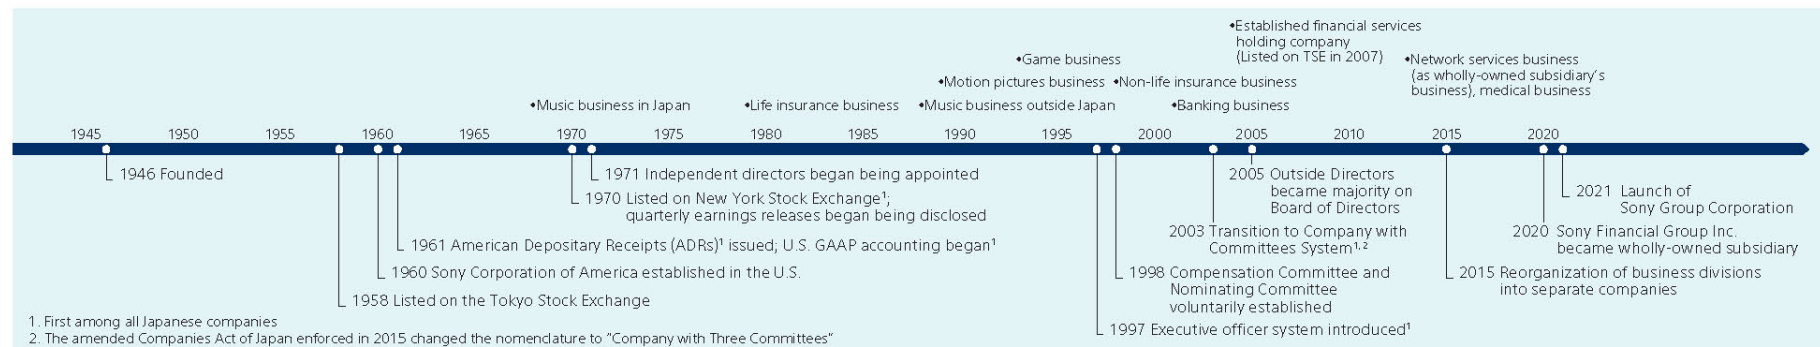 ◆Established financial services
holding company
(Listed on TSE in 2007)
◆Game business
◆Network services business
(as wholly-owned subsidiary's
business), medical business
◆Motion pictures business
◆Non-life insurance business
◆Music business in Japan
◆Life insurance business
◆Music business outside Japan
◆Banking business
1945 1950 1955 1960 1965 1970 1975 1980 1985 1990 1995 2000 2005 2010 2015 2020
1946 Founded
1971 Independent directors began being appointed
1970 Listed on New York Stock Exchange¹;
quarterly earnings releases began being disclosed
1961 American Depositary Receipts (ADRs)¹ issued; U.S. GAAP accounting began¹
1960 Sony Corporation of America established in the U.S.
1958 Listed on the Tokyo Stock Exchange
2005 Outside Directors
became majority on
Board of Directors
2003 Transition to Company with
Committees System¹˒²
1998 Compensation Committee and
Nominating Committee
voluntarily established
1997 Executive officer system introduced¹
2021 Launch of
Sony Group Corporation
2020 Sony Financial Group Inc.
became wholly-owned subsidiary
2015 Reorganization of business divisions
into separate companies
1. First among all Japanese companies
2. The amended Companies Act of Japan enforced in 2015 changed the nomenclature to "Company with Three Committees"